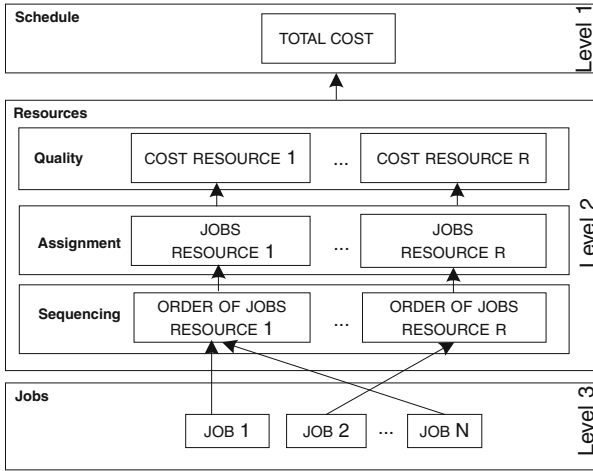 Schedule
TOTAL COST
Level 1
Resources
Quality
COST RESOURCE 1
...
COST RESOURCE R
Level 2
Assignment
JOBS
RESOURCE 1
...
JOBS
RESOURCE R
Sequencing
ORDER OF JOBS
RESOURCE 1
...
ORDER OF JOBS
RESOURCE R
Jobs
Level 3
JOB 1
JOB 2
...
JOB N